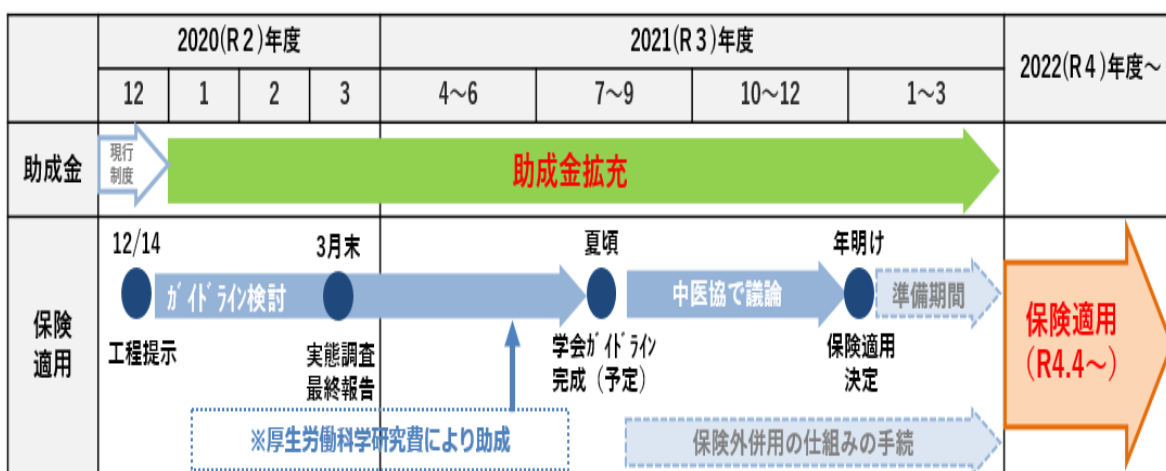 2020(R2)年度
2021(R3)年度
2022(R4)年度～
12
1
2
3
4～6
7～9
10～12
1～3
助成金
現行
制度
助成金拡充
保険
適用
12/14
3月末
夏頃
年明け
ｶﾞｲﾄﾞﾗｲﾝ検討
中医協で議論
準備期間
工程提示
実態調査
最終報告
学会ｶﾞｲﾄﾞﾗｲﾝ
完成（予定）
保険適用
決定
保険適用
（R4.4～）
※厚生労働科学研究費により助成
保険外併用の仕組みの手続